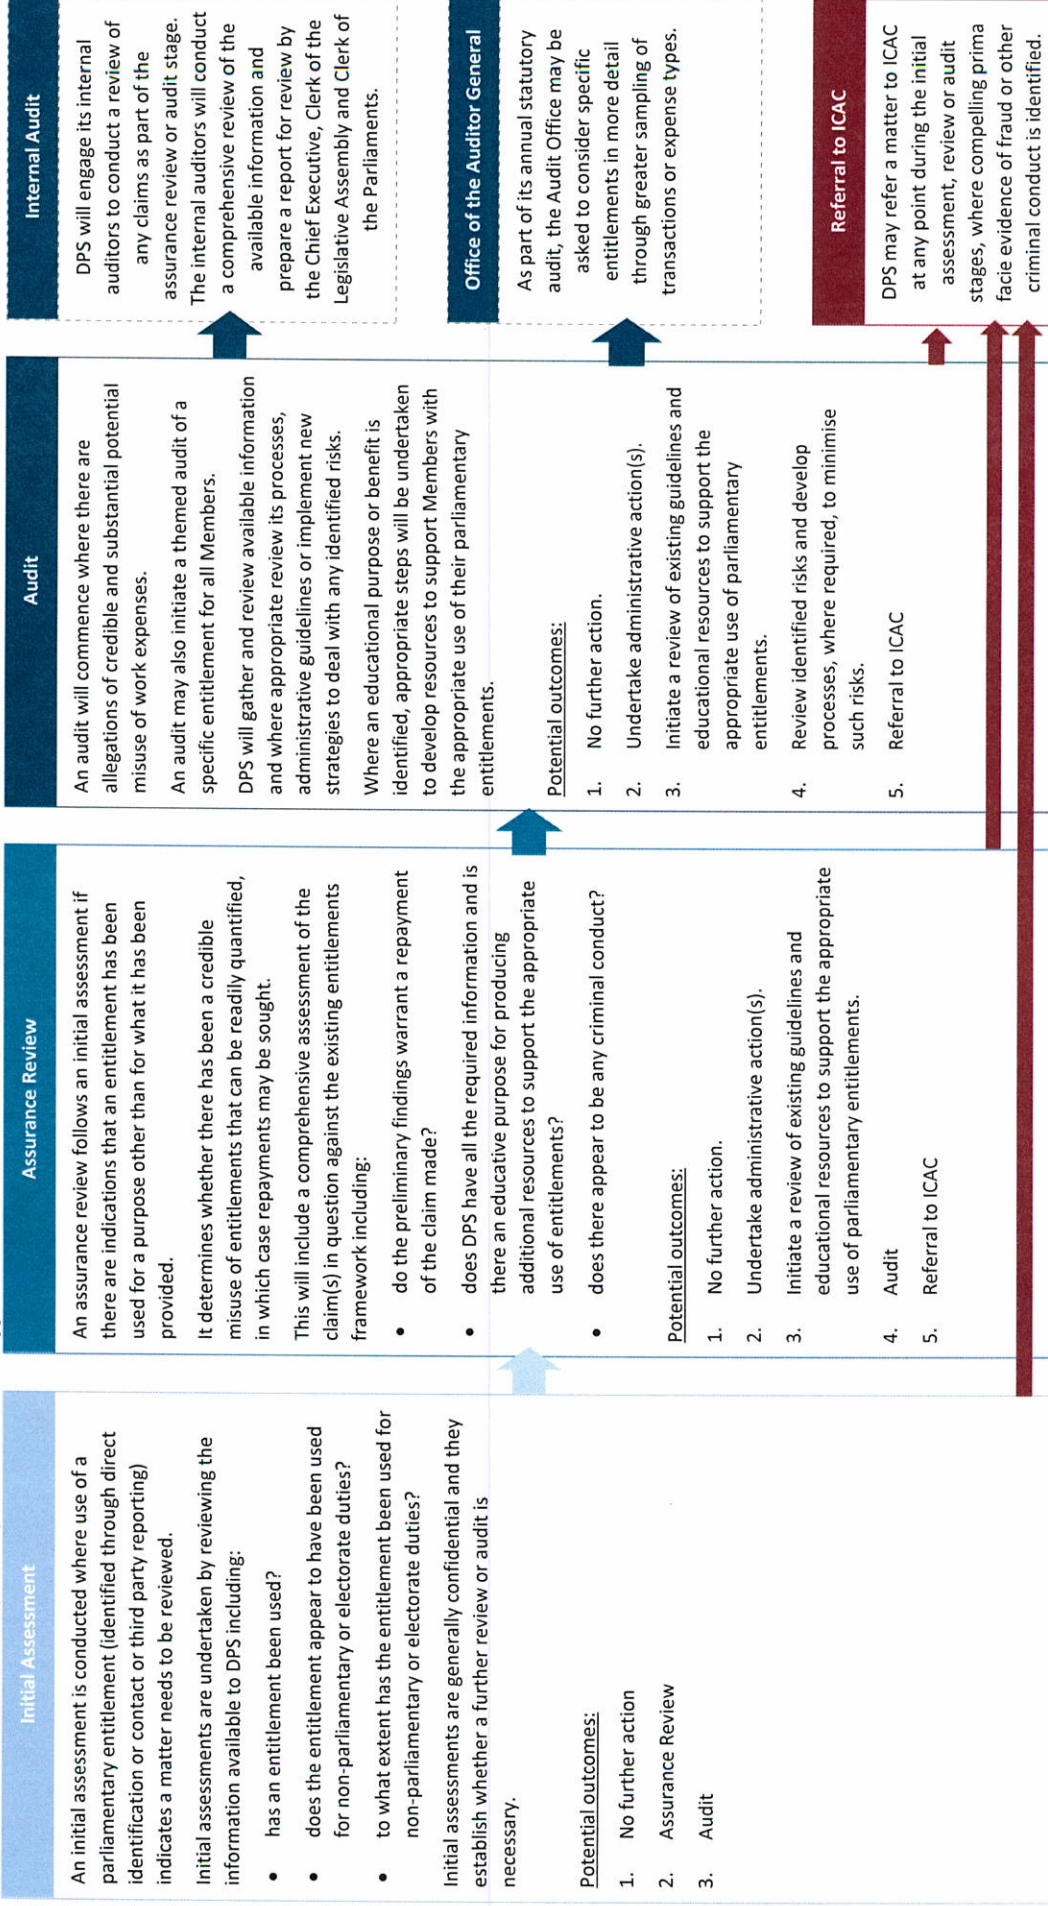 Initial Assessment
An initial assessment is conducted where use of a
parliamentary entitlement (identified through direct
identification or contact or third party reporting)
indicates a matter needs to be reviewed.
Initial assessments are undertaken by reviewing the
information available to DPS including:
• has an entitlement been used?
• does the entitlement appear to have been used
for non-parliamentary or electorate duties?
• to what extent has the entitlement been used for
non-parliamentary or electorate duties?
Initial assessments are generally confidential and they
establish whether a further review or audit is
necessary.
Potential outcomes:
1. No further action
2. Assurance Review
3. Audit
Assurance Review
An assurance review follows an initial assessment if
there are indications that an entitlement has been
used for a purpose other than for what it has been
provided.
It determines whether there has been a credible
misuse of entitlements that can be readily quantified,
in which case repayments may be sought.
This will include a comprehensive assessment of the
claim(s) in question against the existing entitlements
framework including:
• do the preliminary findings warrant a repayment
of the claim made?
• does DPS have all the required information and is
there an educative purpose for producing
additional resources to support the appropriate
use of entitlements?
• does there appear to be any criminal conduct?
Potential outcomes:
1. No further action.
2. Undertake administrative action(s).
3. Initiate a review of existing guidelines and
educational resources to support the appropriate
use of parliamentary entitlements.
4. Audit
5. Referral to ICAC
Audit
An audit will commence where there are
allegations of credible and substantial potential
misuse of work expenses.
An audit may also initiate a themed audit of a
specific entitlement for all Members.
DPS will gather and review available information
and where appropriate review its processes,
administrative guidelines or implement new
strategies to deal with any identified risks.
Where an educational purpose or benefit is
identified, appropriate steps will be undertaken
to develop resources to support Members with
the appropriate use of their parliamentary
entitlements.
Potential outcomes:
1. No further action.
2. Undertake administrative action(s).
3. Initiate a review of existing guidelines and
educational resources to support the
appropriate use of parliamentary
entitlements.
4. Review identified risks and develop
processes, where required, to minimise
such risks.
5. Referral to ICAC
Internal Audit
DPS will engage its internal
auditors to conduct a review of
any claims as part of the
assurance review or audit stage.
The internal auditors will conduct
a comprehensive review of the
available information and
prepare a report for review by
the Chief Executive, Clerk of the
Legislative Assembly and Clerk of
the Parliaments.
Office of the Auditor General
As part of its annual statutory
audit, the Audit Office may be
asked to consider specific
entitlements in more detail
through greater sampling of
transactions or expense types.
Referral to ICAC
DPS may refer a matter to ICAC
at any point during the initial
assessment, review or audit
stages, where compelling prima
facie evidence of fraud or other
criminal conduct is identified.